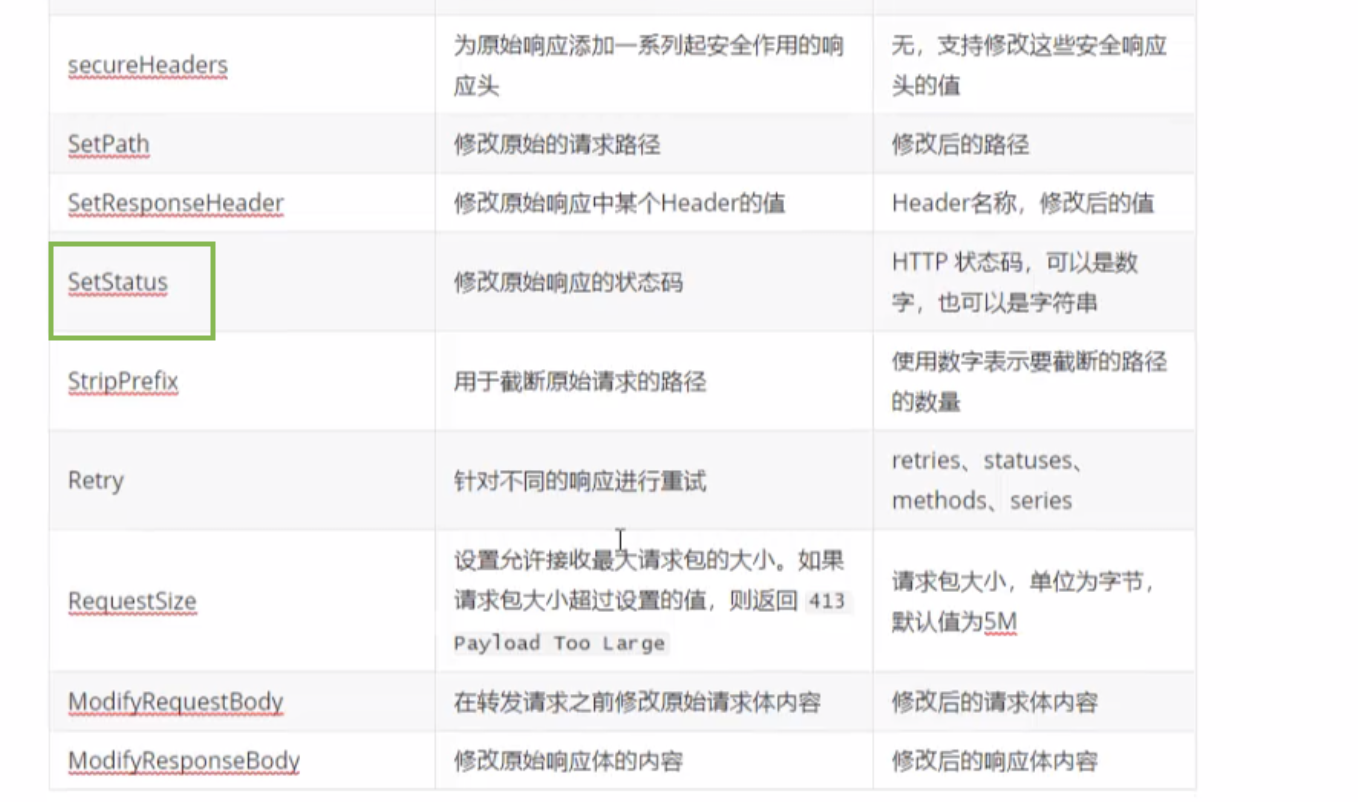 secureHeaders
为原始响应添加一系列起安全作用的响
应头
无，支持修改这些安全响应
头的值
SetPath
修改原始的请求路径
修改后的路径
SetResponseHeader
修改原始响应中某个Header的值
Header名称，修改后的值
SetStatus
修改原始响应的状态码
HTTP 状态码，可以是数
字，也可以是字符串
StripPrefix
用于截断原始请求的路径
使用数字表示要截断的路径
的数量
Retry
针对不同的响应进行重试
retries、statuses、
methods、series
RequestSize
设置允许接收最大请求包的大小。如果
请求包大小超过设置的值，则返回 413
Payload Too Large
请求包大小，单位为字节，
默认值为5M
ModifyRequestBody
在转发请求之前修改原始请求体内容
修改后的请求体内容
ModifyResponseBody
修改原始响应体的内容
修改后的响应体内容